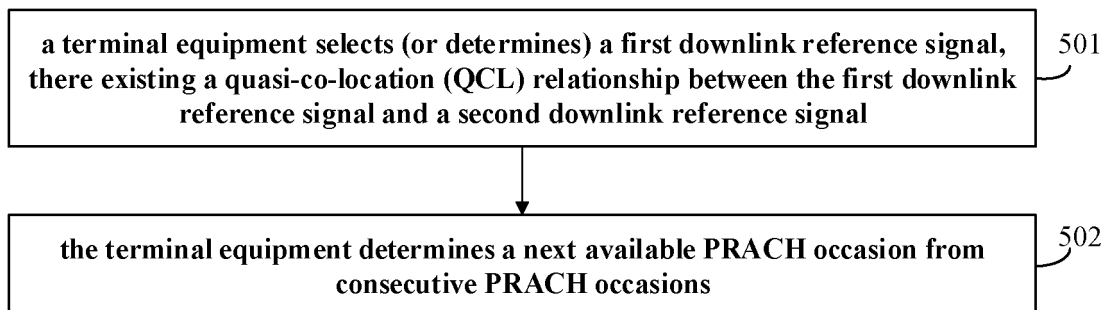 a terminal equipment selects (or determines) a first downlink reference signal,
there existing a quasi-co-location (QCL) relationship between the first downlink
reference signal and a second downlink reference signal
501
the terminal equipment determines a next available PRACH occasion from
consecutive PRACH occasions
502